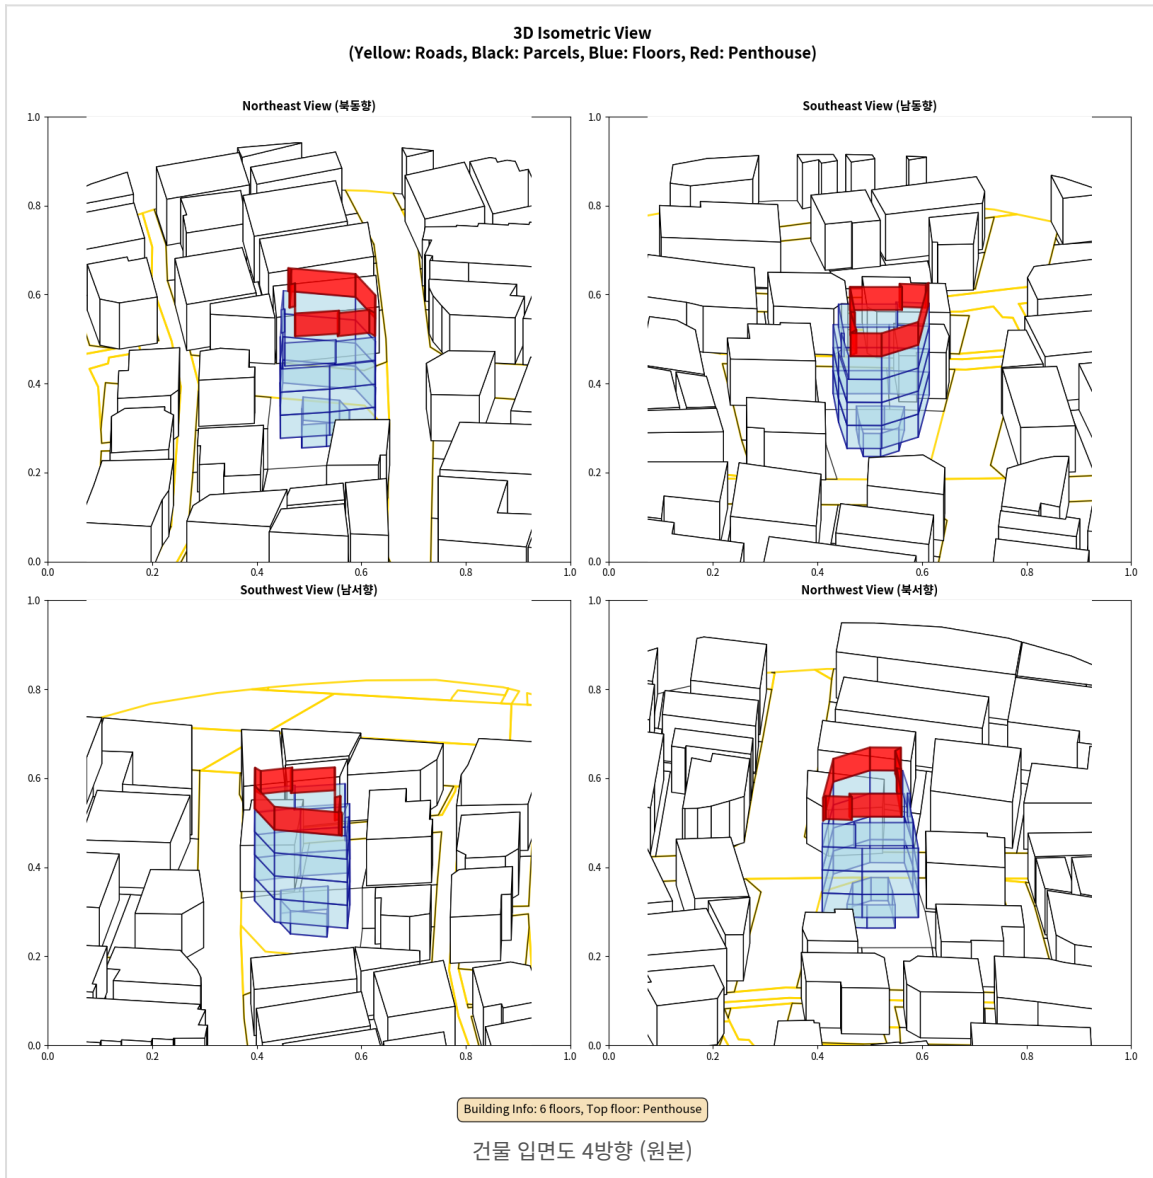 3D Isometric View
(Yellow: Roads, Black: Parcels, Blue: Floors, Red: Penthouse)
Northeast View (북동향)
1.0
0.8
0.6
0.4
0.2
0.0
0.0 0.2 0.4 0.6 0.8 1.0
Southeast View (남동향)
1.0
0.8
0.6
0.4
0.2
0.0
0.0 0.2 0.4 0.6 0.8 1.0
Southwest View (남서향)
1.0
0.8
0.6
0.4
0.2
0.0
0.0 0.2 0.4 0.6 0.8 1.0
Northwest View (북서향)
1.0
0.8
0.6
0.4
0.2
0.0
0.0 0.2 0.4 0.6 0.8 1.0
Building Info: 6 floors, Top floor: Penthouse
건물 입면도 4방향 (원본)